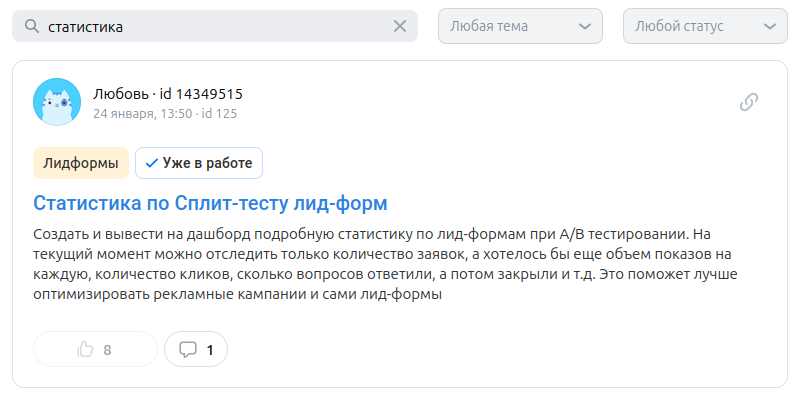 статистика
Любая тема
Любой статус
Любовь · id 14349515
24 января, 13:50 · id 125
Лидформы
Уже в работе
Статистика по Сплит-тесту лид-форм
Создать и вывести на дашборд подробную статистику по лид-формам при А/В тестировании. На
текущий момент можно отследить только количество заявок, а хотелось бы еще объем показов на
каждую, количество кликов, сколько вопросов ответили, а потом закрыли и т.д. Это поможет лучше
оптимизировать рекламные кампании и сами лид-формы
8
1